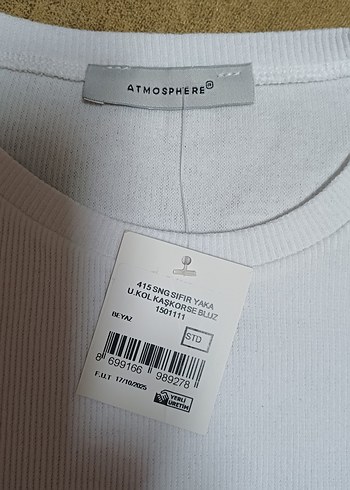 ATMOSPHERE®
415 SNG SIFIR YAKA
U.KOL KAŞKORSE BLUZ
1501111
BEYAZ
STD
8 699166 989278
F.U.T 17/10/2025
YERLİ
ÜRETİM